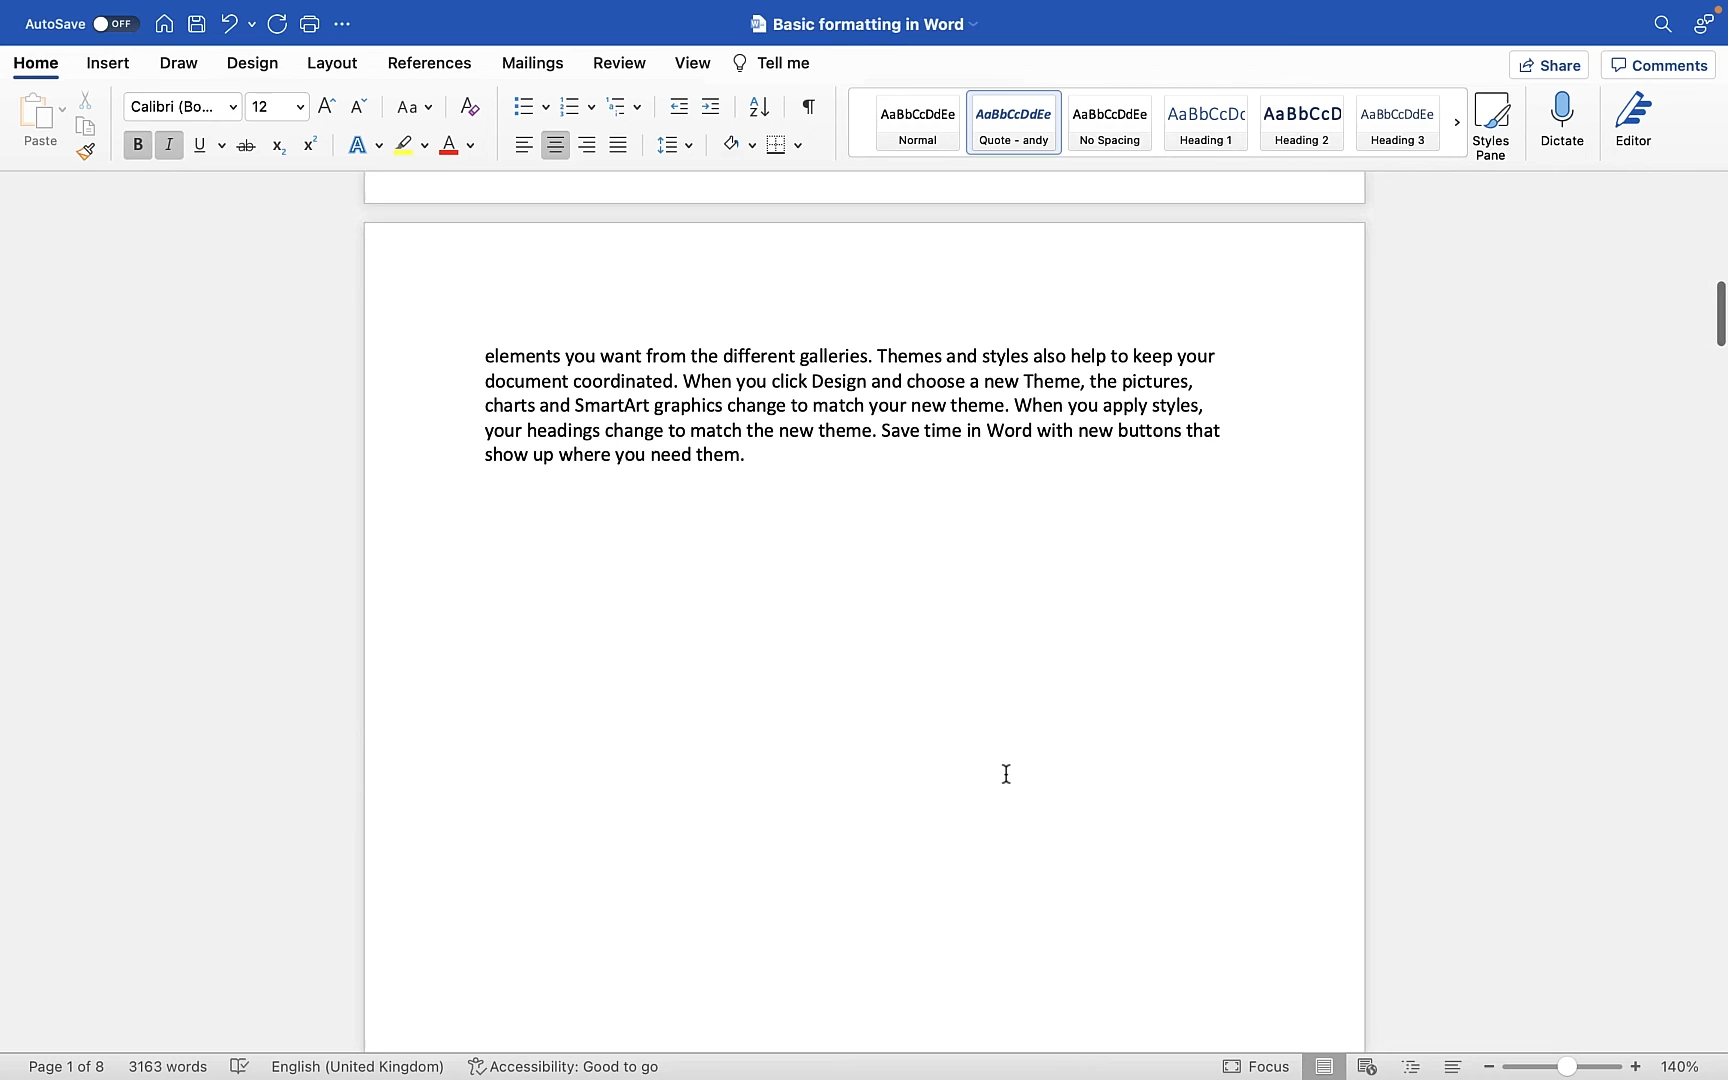 AutoSave OFF Basic formatting in Word
Home Insert Draw Design Layout References Mailings Review View Tell me Share Comments
Paste Calibri (Bo... 12 Aa
AaBbCcDdEe AaBbCcDdEe AaBbCcDdEe AaBbCcDc AaBbCcD AaBbCcDdEe
Normal Quote - andy No Spacing Heading 1 Heading 2 Heading 3 Styles Pane Dictate Editor
elements you want from the different galleries. Themes and styles also help to keep your
document coordinated. When you click Design and choose a new Theme, the pictures,
charts and SmartArt graphics change to match your new theme. When you apply styles,
your headings change to match the new theme. Save time in Word with new buttons that
show up where you need them.
Page 1 of 8 3163 words English (United Kingdom) Accessibility: Good to go Focus 140%